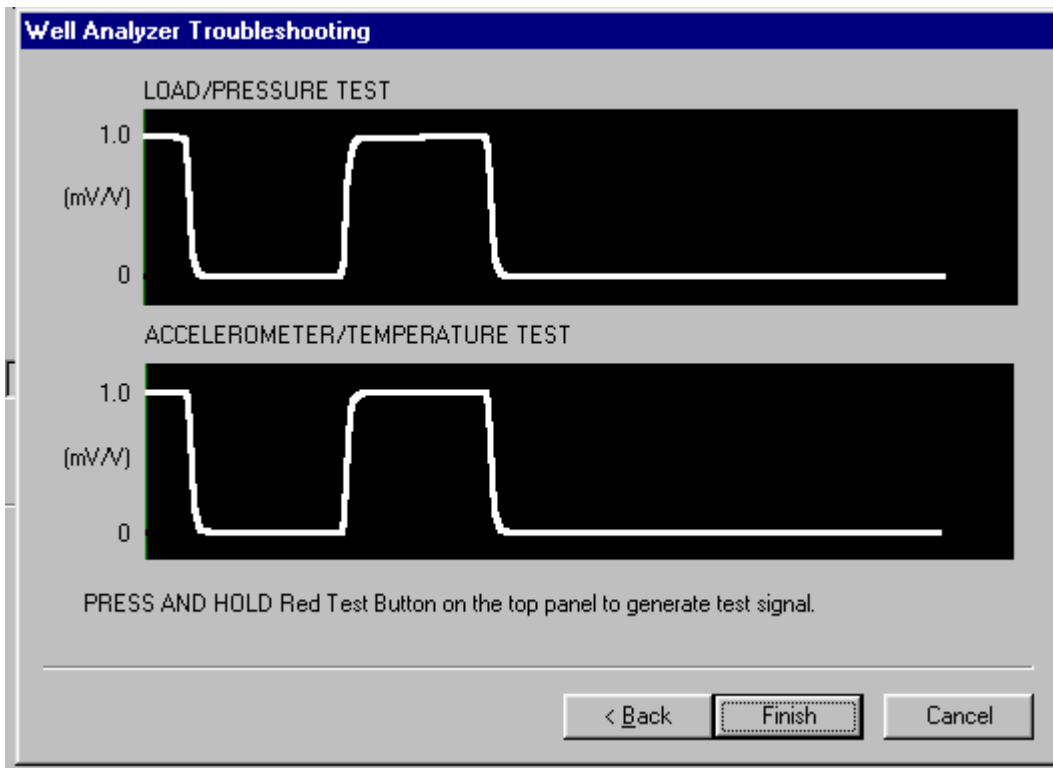 Well Analyzer Troubleshooting
LOAD/PRESSURE TEST
1.0
(mV/V)
0
ACCELEROMETER/TEMPERATURE TEST
1.0
(mV/V)
0
PRESS AND HOLD Red Test Button on the top panel to generate test signal.
< Back
Finish
Cancel